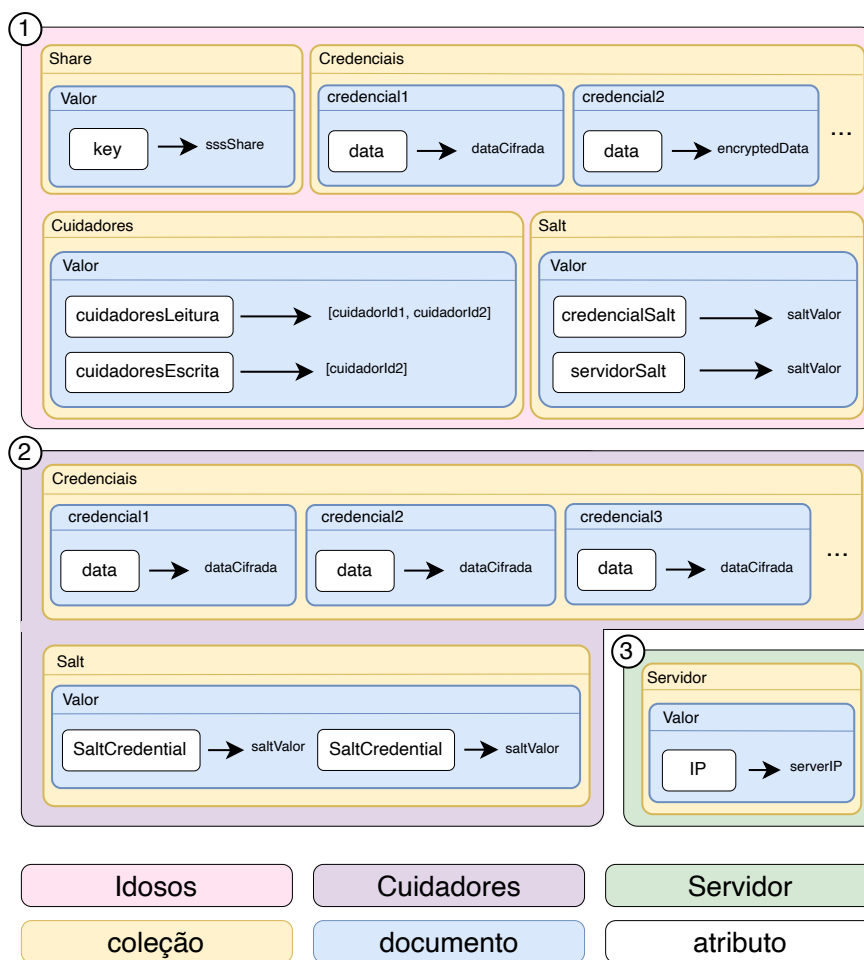 1
Share
Credenciais
Valor
credencial1
credencial2
key
sssShare
data
dataCifrada
data
encryptedData
...
Cuidadores
Salt
Valor
Valor
cuidadoresLeitura
[cuidadorId1, cuidadorId2]
credencialSalt
saltValor
cuidadoresEscrita
[cuidadorId2]
servidorSalt
saltValor
2
Credenciais
credencial1
credencial2
credencial3
data
dataCifrada
data
dataCifrada
data
dataCifrada
...
3
Salt
Servidor
Valor
Valor
SaltCredential
saltValor
SaltCredential
saltValor
IP
serverIP
Idosos
Cuidadores
Servidor
coleção
documento
atributo